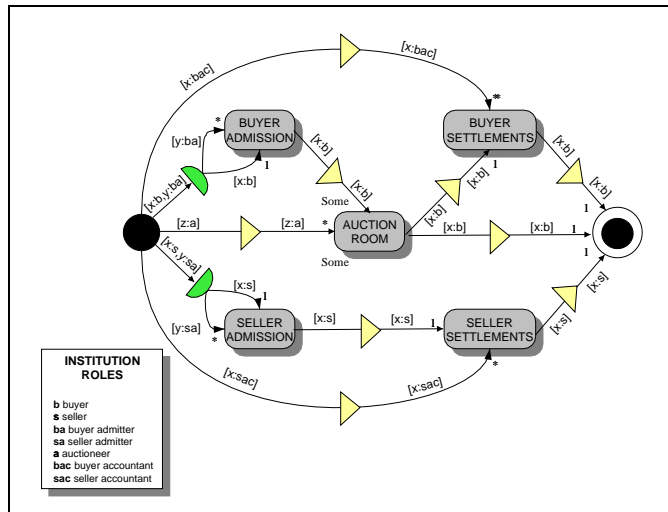 [x:bac]
[x:bac]
**
BUYER
ADMISSION
BUYER
SETTLEMENTS
*
[y:ba]
[x:b]
1
[x:b,y:ba]
[x:b]
[x:b]
Some
[x:b]
[x:b]
1
[x:b]
[x:b]
1
[z:a]
[z:a]
*
AUCTION
ROOM
[x:b]
[x:b]
1
1
Some
[x:s,y:sa]
[x:s]
1
[y:sa]
*
SELLER
ADMISSION
[x:s]
[x:s]
1
SELLER
SETTLEMENTS
*
[x:s]
[x:s]
[x:sac]
[x:sac]
INSTITUTION
ROLES
b buyer
s seller
ba buyer admitter
sa seller admitter
a auctioneer
bac buyer accountant
sac seller accountant